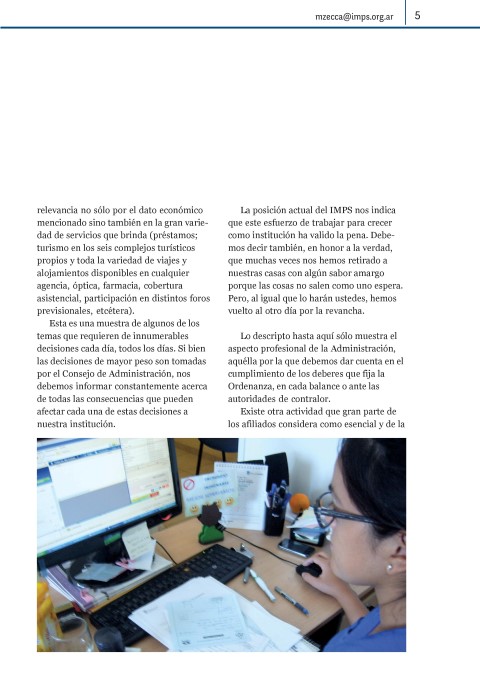 mzecca@imps.org.ar
5
relevancia no sólo por el dato económico
mencionado sino también en la gran varie-
dad de servicios que brinda (préstamos;
turismo en los seis complejos turísticos
propios y toda la variedad de viajes y
alojamientos disponibles en cualquier
agencia, óptica, farmacia, cobertura
asistencial, participación en distintos foros
previsionales, etcétera).
Esta es una muestra de algunos de los
temas que requieren de innumerables
decisiones cada día, todos los días. Si bien
las decisiones de mayor peso son tomadas
por el Consejo de Administración, nos
debemos informar constantemente acerca
de todas las consecuencias que pueden
afectar cada una de estas decisiones a
nuestra institución.
La posición actual del IMPS nos indica
que este esfuerzo de trabajar para crecer
como institución ha valido la pena. Debe-
mos decir también, en honor a la verdad,
que muchas veces nos hemos retirado a
nuestras casas con algún sabor amargo
porque las cosas no salen como uno espera.
Pero, al igual que lo harán ustedes, hemos
vuelto al otro día por la revancha.
Lo descripto hasta aquí sólo muestra el
aspecto profesional de la Administración,
aquélla por la que debemos dar cuenta en el
cumplimiento de los deberes que fija la
Ordenanza, en cada balance o ante las
autoridades de contralor.
Existe otra actividad que gran parte de
los afiliados considera como esencial y de la